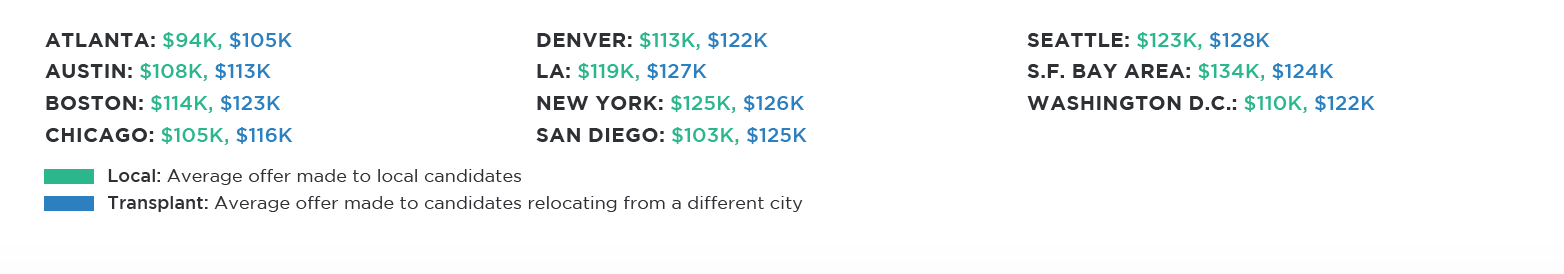 ATLANTA: $94K, $105K
AUSTIN: $108K, $113K
BOSTON: $114K, $123K
CHICAGO: $105K, $116K
DENVER: $113K, $122K
LA: $119K, $127K
NEW YORK: $125K, $126K
SAN DIEGO: $103K, $125K
SEATTLE: $123K, $128K
S.F. BAY AREA: $134K, $124K
WASHINGTON D.C.: $110K, $122K
Local: Average offer made to local candidates
Transplant: Average offer made to candidates relocating from a different city